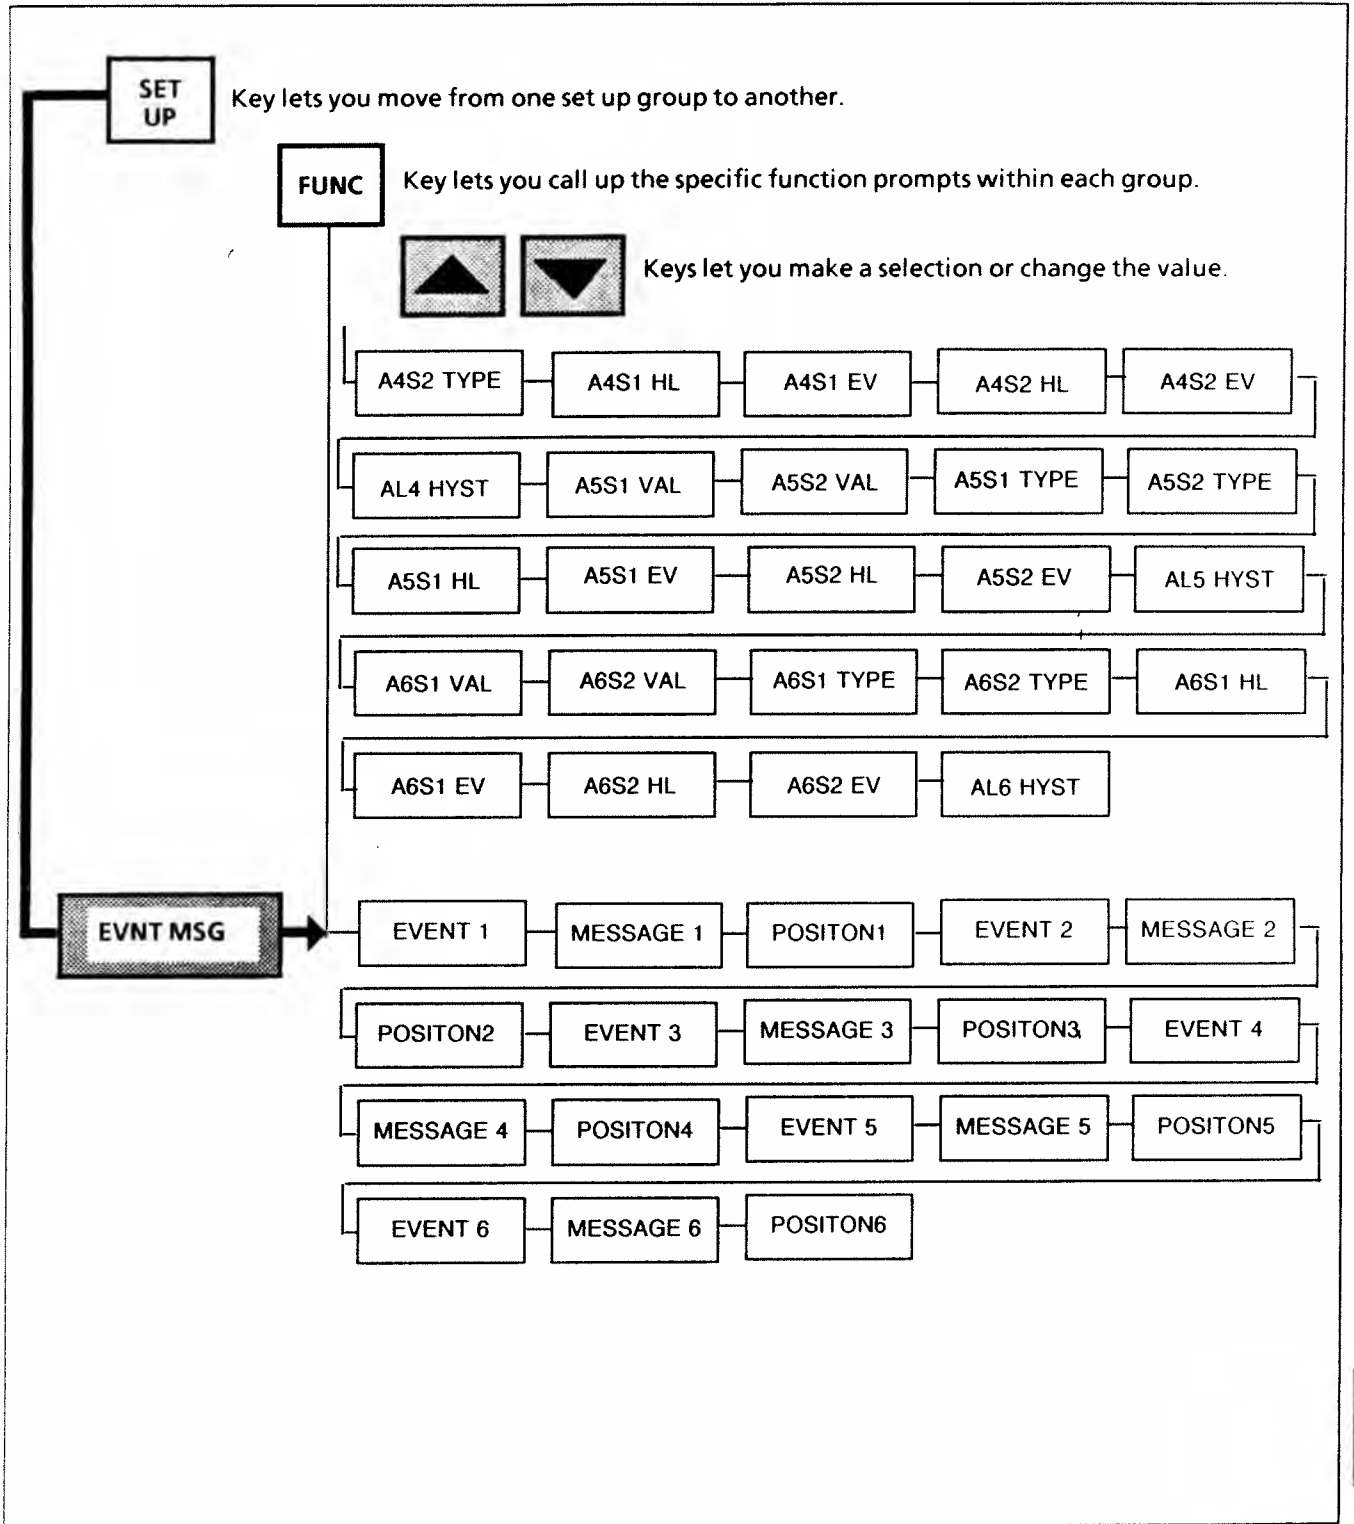 SET
UP
Key lets you move from one set up group to another.
FUNC
Key lets you call up the specific function prompts within each group.
Keys let you make a selection or change the value.
A4S2 TYPE A4S1 HL A4S1 EV A4S2 HL A4S2 EV
AL4 HYST A5S1 VAL A5S2 VAL A5S1 TYPE A5S2 TYPE
A5S1 HL A5S1 EV A5S2 HL A5S2 EV AL5 HYST
A6S1 VAL A6S2 VAL A6S1 TYPE A6S2 TYPE A6S1 HL
A6S1 EV A6S2 HL A6S2 EV AL6 HYST
EVNT MSG
EVENT 1 MESSAGE 1 POSITON1 EVENT 2 MESSAGE 2
POSITON2 EVENT 3 MESSAGE 3 POSITON3 EVENT 4
MESSAGE 4 POSITON4 EVENT 5 MESSAGE 5 POSITON5
EVENT 6 MESSAGE 6 POSITON6